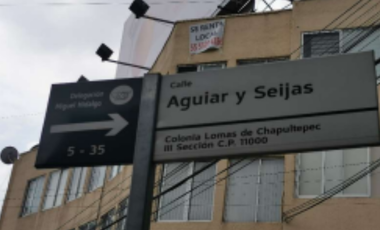 SE RENTA
LOCAL
Delegación
Miguel Hidalgo
5 - 35
Calle
Aguiar y Seijas
Colonia Lomas de Chapultepec
III Sección C.P. 11000